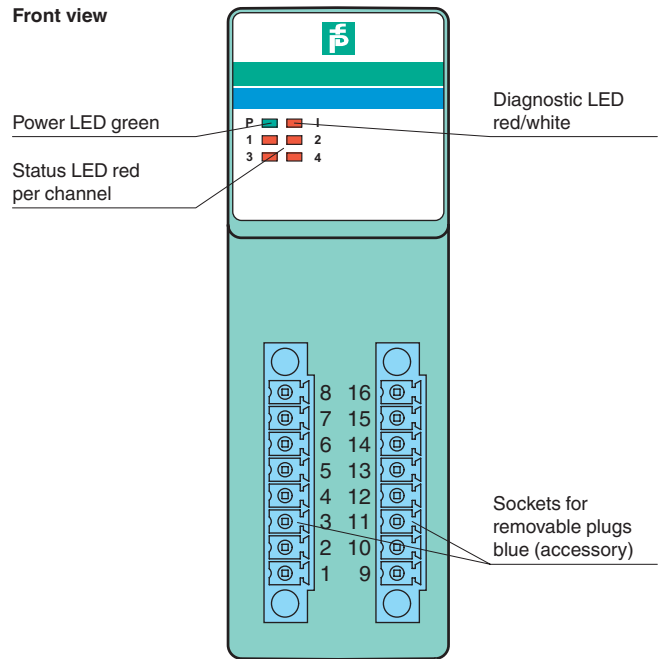 Front view
Power LED green
Status LED red
per channel
Diagnostic LED
red/white
P I
1 2
3 4
8 16
7 15
6 14
5 13
4 12
3 11
2 10
1 9
Sockets for
removable plugs
blue (accessory)